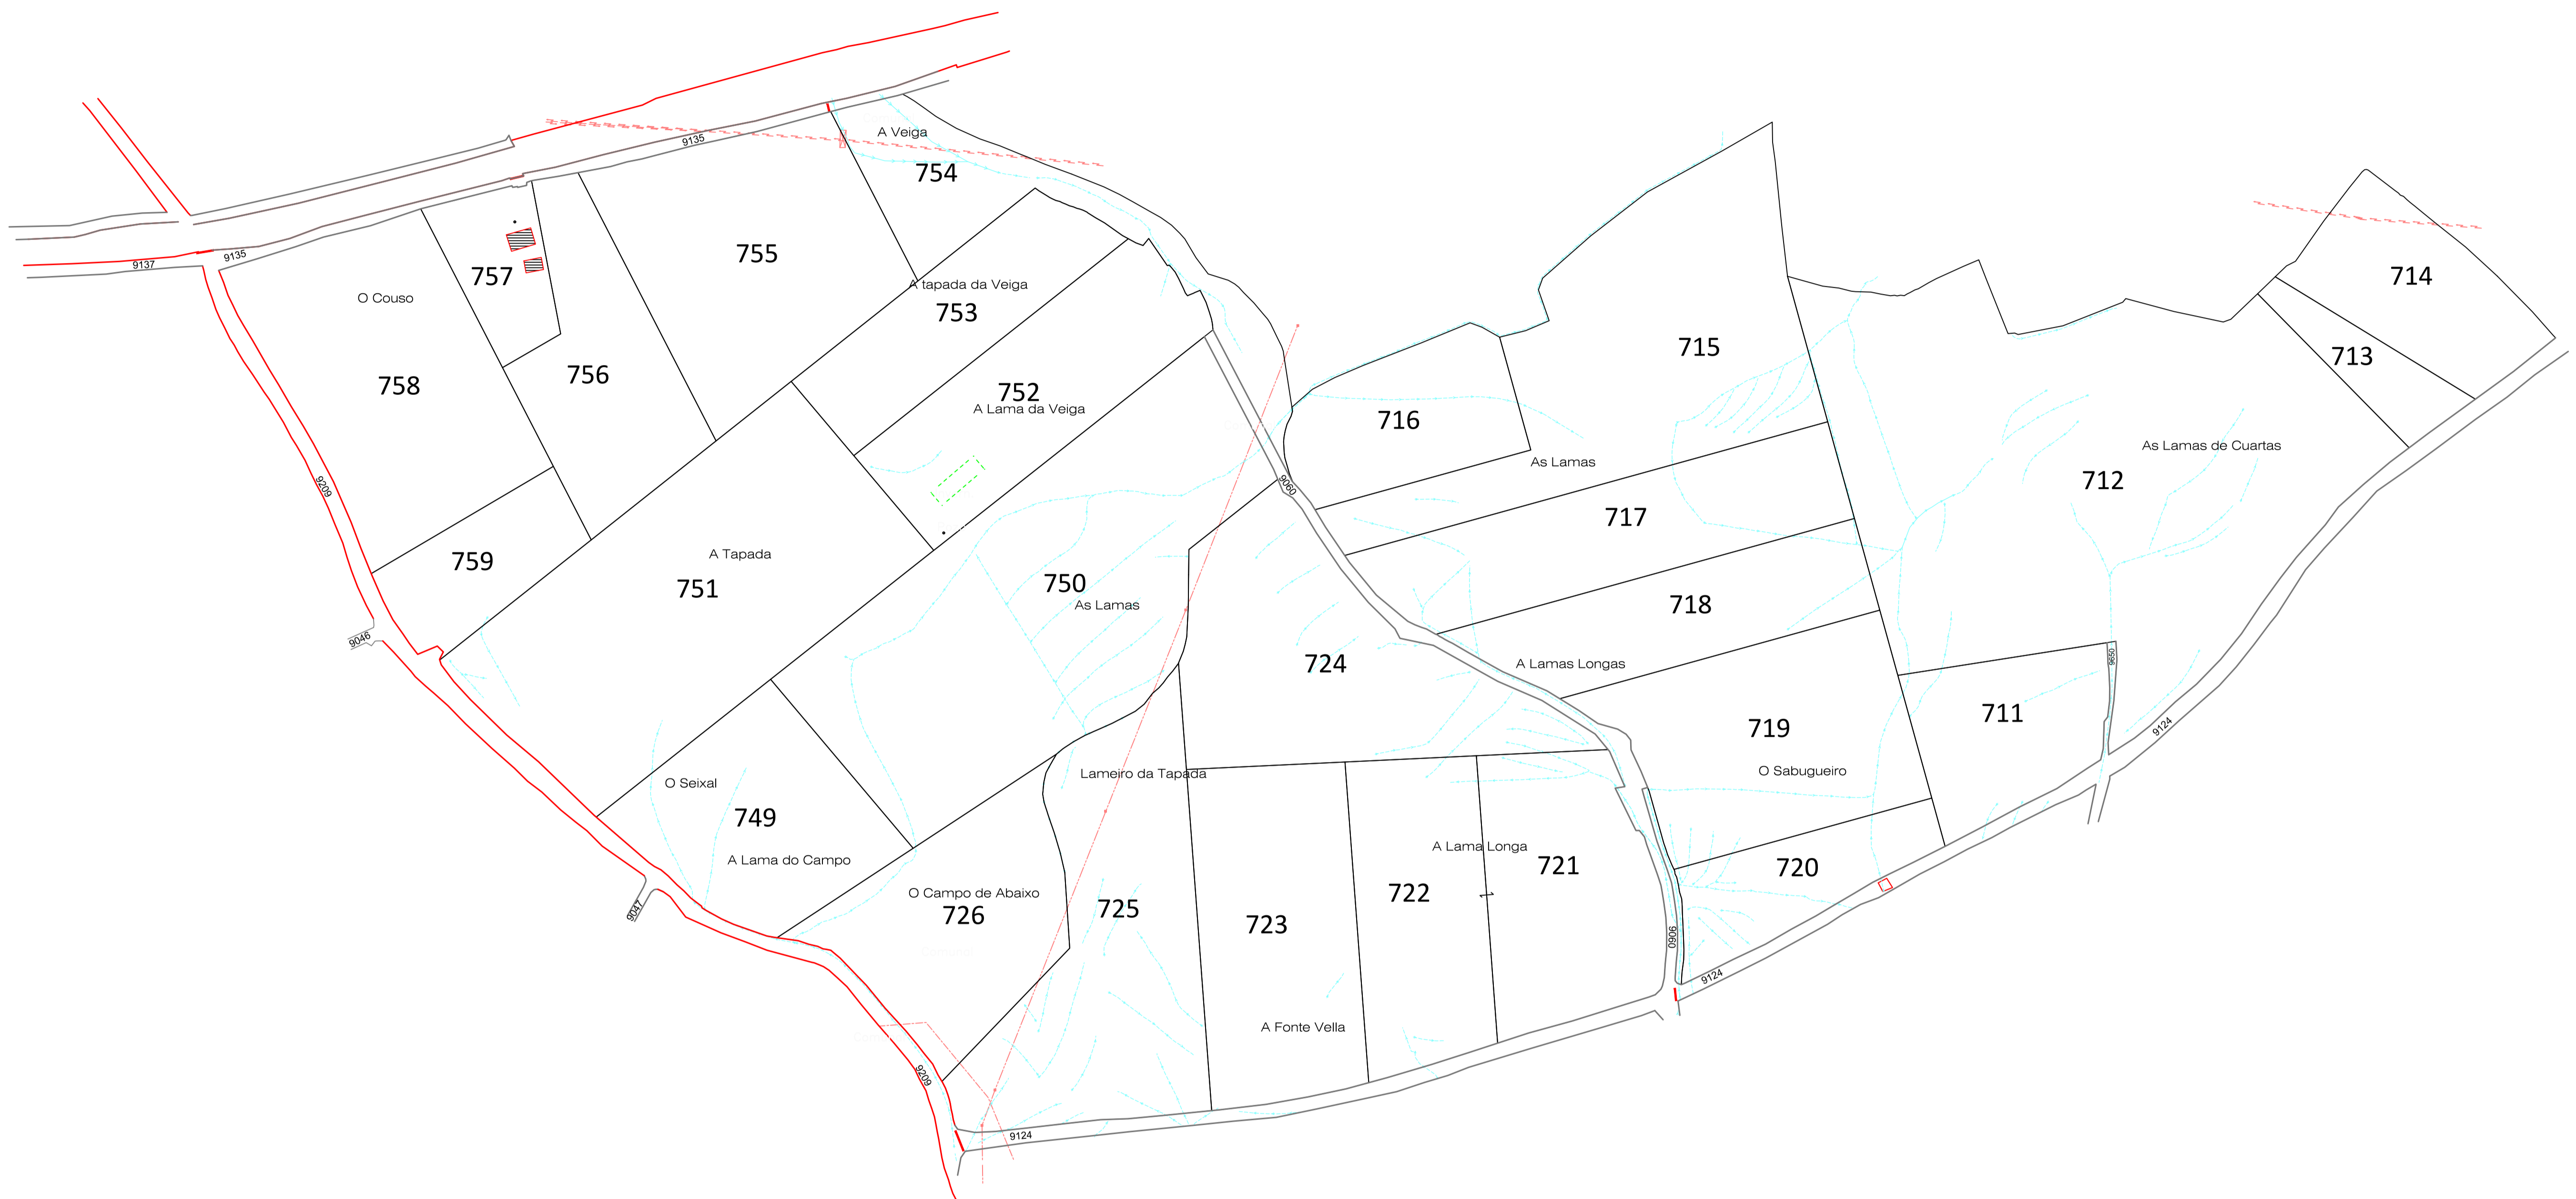 A Veiga
9135
754
755
9135
9137
757
714
A tapada da Veiga
O Couso
753
715
713
756
758
752
A Lama da Veiga
716
As Lamas de Cuartas
As Lamas
712
9209
9060
717
A Tapada
759
751
750
As Lamas
718
9046
724
A Lamas Longas
9650
711
719
9124
O Seixal
Lameiro da Tapada
O Sabugueiro
749
A Lama Longa
A Lama do Campo
721
720
O Campo de Abaixo
722
1
726
725
723
9047
9060
9124
A Fonte Vella
9209
9124